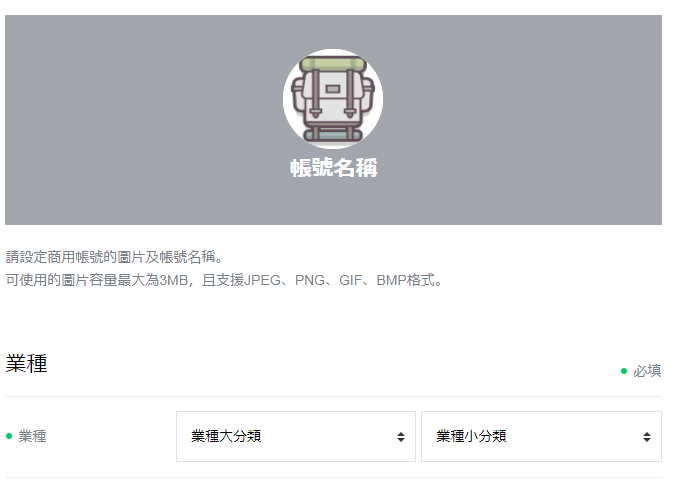 帳號名稱
請設定商用帳號的圖片及帳號名稱。
可使用的圖片容量最大為3MB，且支援JPEG、PNG、GIF、BMP格式。
業種
必填
業種 業種大分類 業種小分類